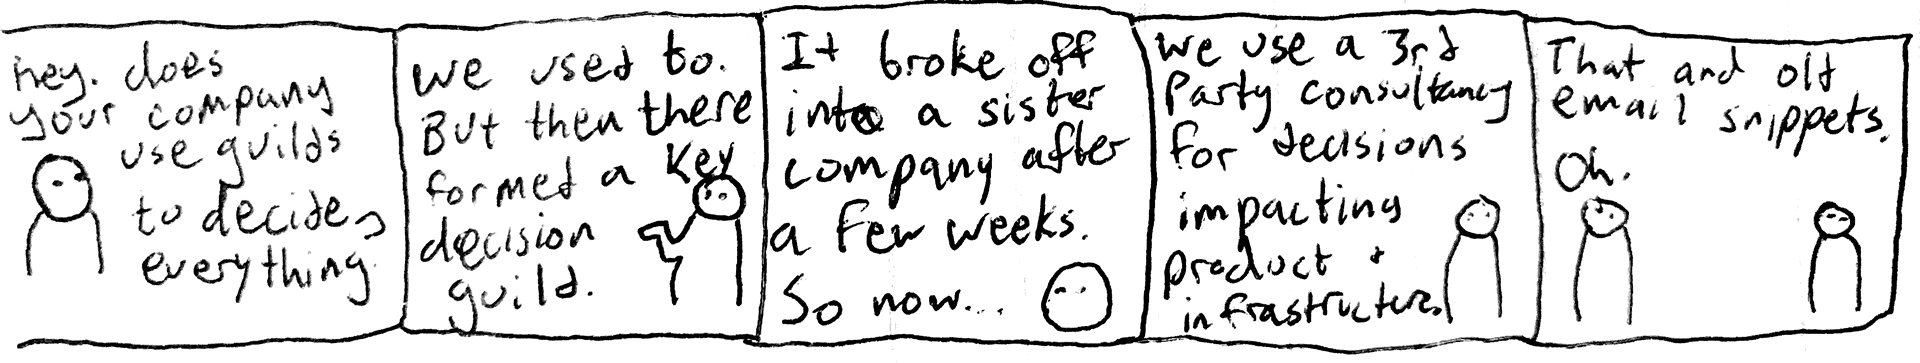 hey. does
your company
use guilds
to decide
everything.
we used to.
But then there
formed a key
decision
guild.
It broke off
into a sister
company after
a few weeks.
So now...
we use a 3rd
Party consultancy
for decisions
impacting
product +
infrastructure.
That and old
email snippets.
Oh.